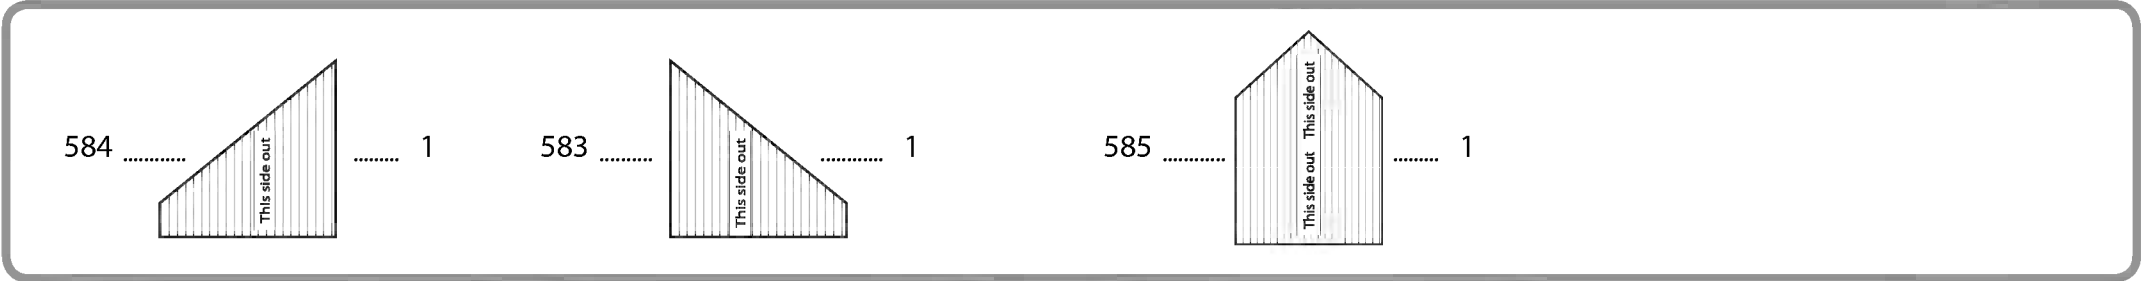 584 ............ This side out ......... 1
583 .......... This side out ............ 1
585 ............ This side out This side out ......... 1